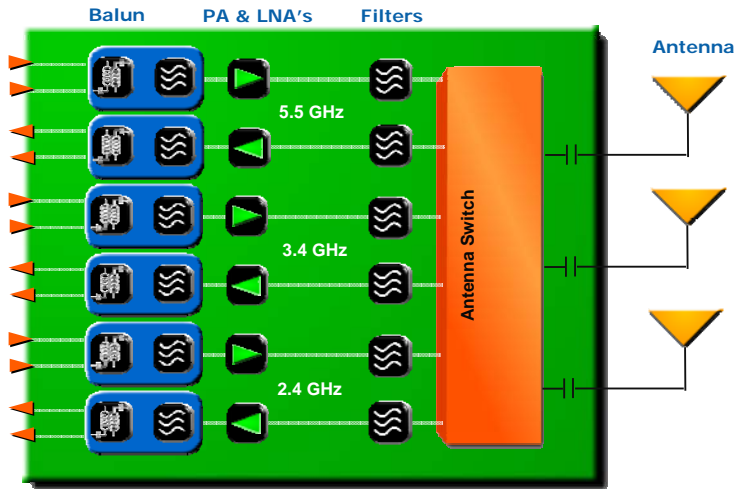 Balun
PA & LNA's
Filters
Antenna
5.5 GHz
3.4 GHz
Antenna Switch
2.4 GHz